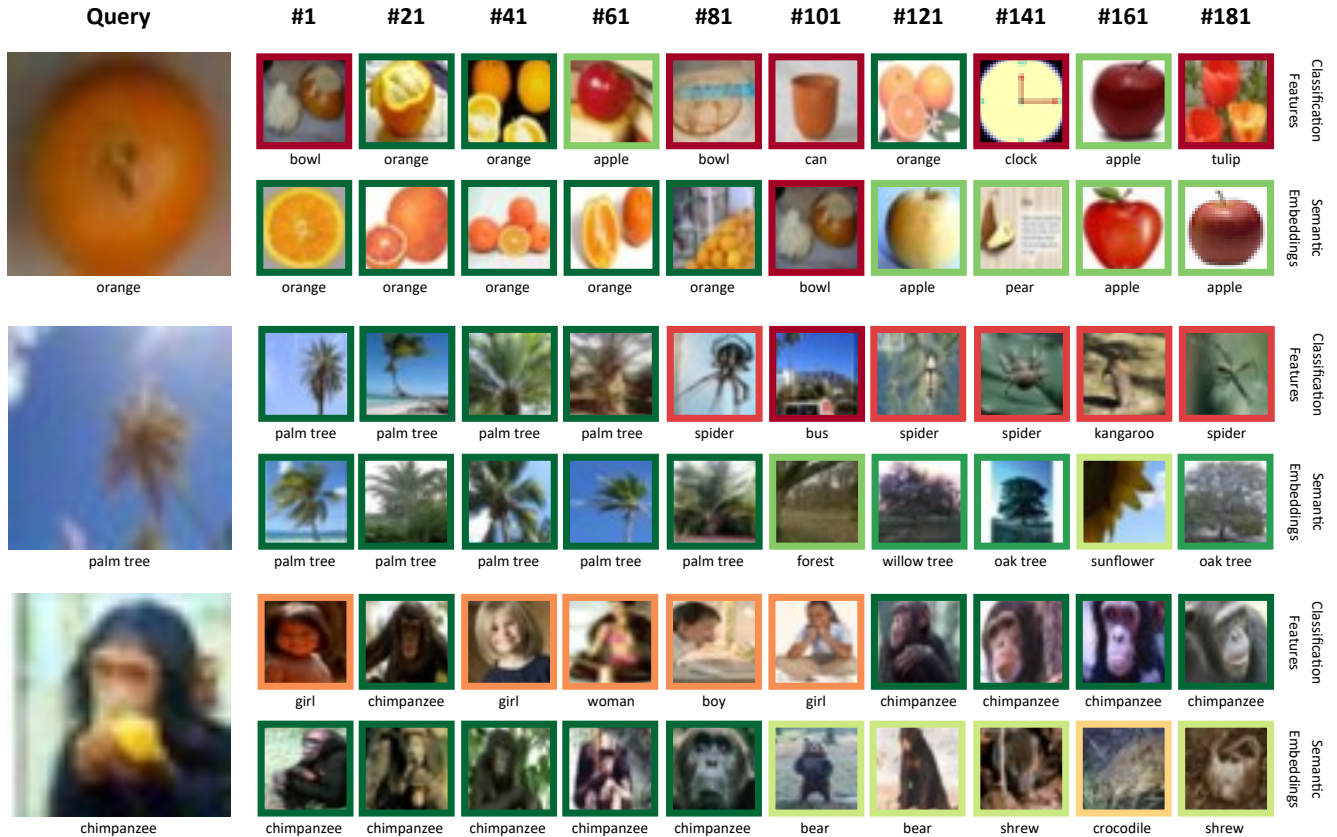 Query #1 #21 #41 #61 #81 #101 #121 #141 #161 #181
Classification Features
bowl orange orange apple bowl can orange clock apple tulip
Semantic Embeddings
orange
orange orange orange orange orange bowl apple pear apple apple
Classification Features
palm tree palm tree palm tree palm tree spider bus spider spider kangaroo spider
Semantic Embeddings
palm tree
palm tree palm tree palm tree palm tree palm tree forest willow tree oak tree sunflower oak tree
Classification Features
girl chimpanzee girl woman boy girl chimpanzee chimpanzee chimpanzee chimpanzee
Semantic Embeddings
chimpanzee
chimpanzee chimpanzee chimpanzee chimpanzee chimpanzee bear bear shrew crocodile shrew